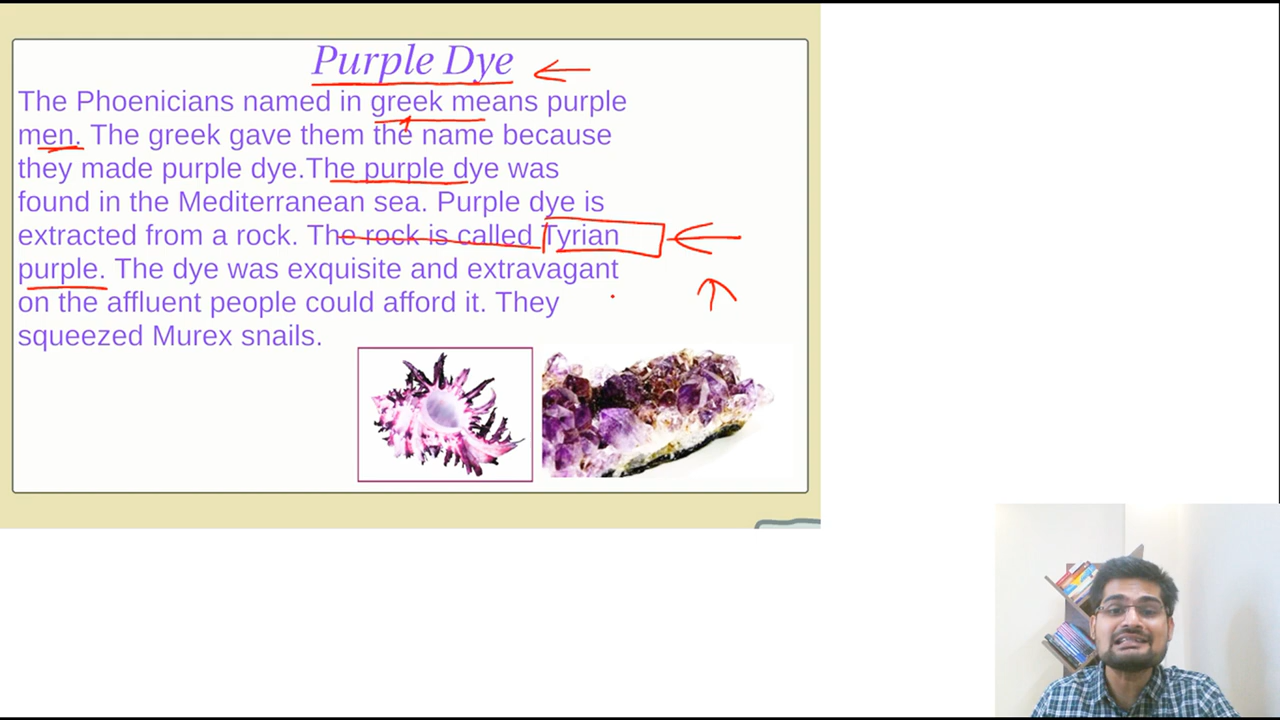 Purple Dye
The Phoenicians named in greek means purple
men. The greek gave them the name because
they made purple dye.The purple dye was
found in the Mediterranean sea. Purple dye is
extracted from a rock. The rock is called Tyrian
purple. The dye was exquisite and extravagant
on the affluent people could afford it. They
squeezed Murex snails.